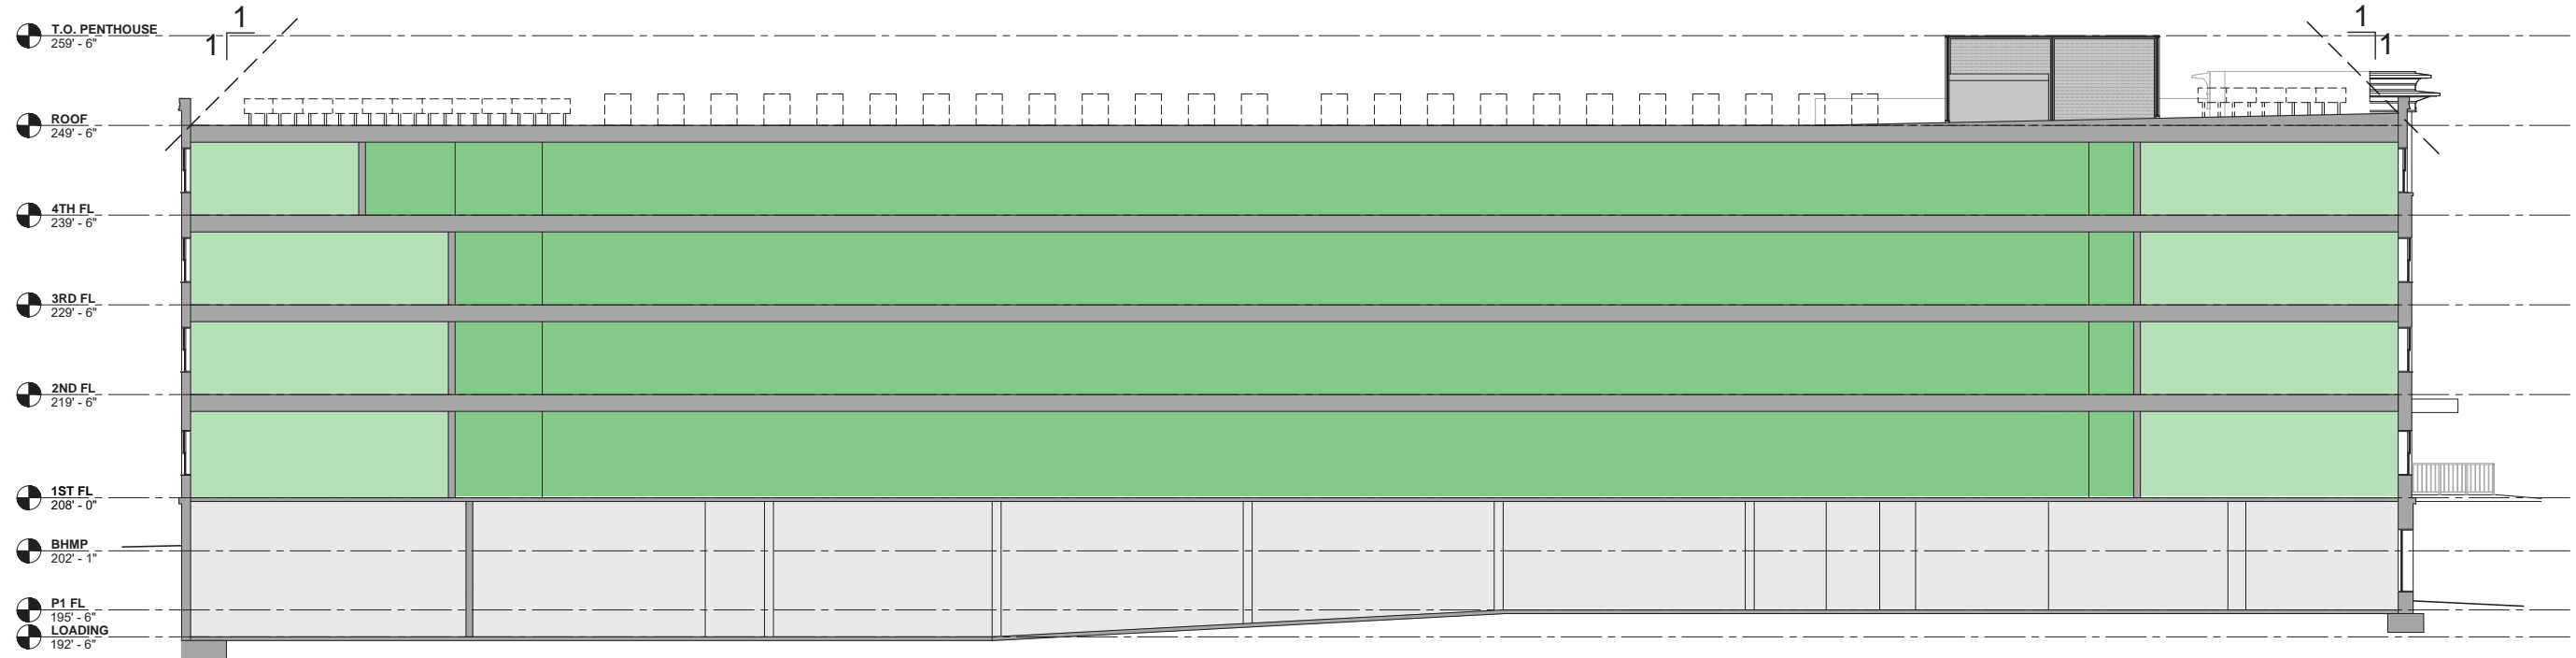 1
1
1
1
T.O. PENTHOUSE
259' - 6"
ROOF
249' - 6"
4TH FL
239' - 6"
3RD FL
229' - 6"
2ND FL
219' - 6"
1ST FL
208' - 0"
BHMP
202' - 1"
P1 FL
195' - 6"
LOADING
192' - 6"